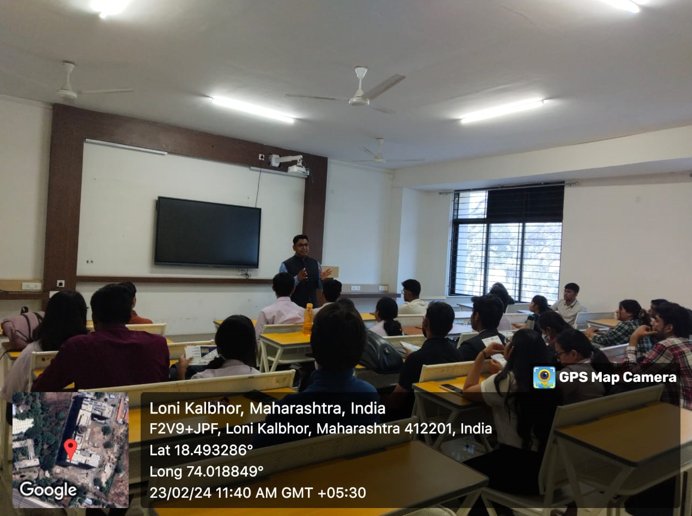 GPS Map Camera
Loni Kalbhor, Maharashtra, India
F2V9+JPF, Loni Kalbhor, Maharashtra 412201, India
Lat 18.493286°
Long 74.018849°
23/02/24 11:40 AM GMT +05:30
Google